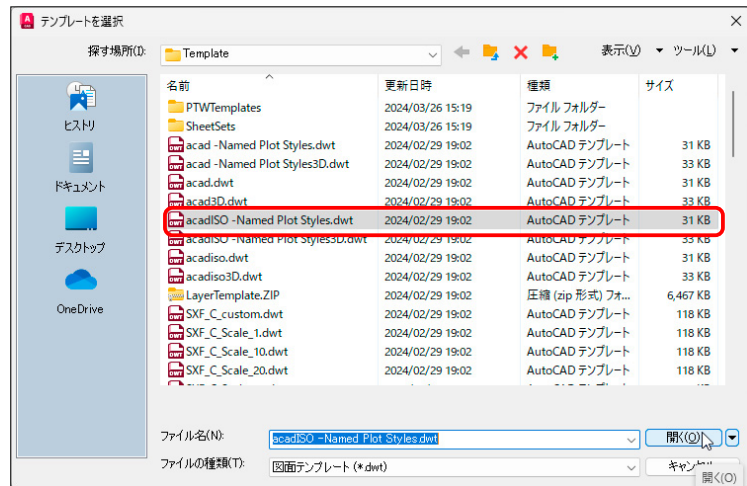 テンプレートを選択
探す場所(I): Template 表示(V) ツール(L)
名前 更新日時 種類 サイズ
PTWTemplates 2024/03/26 15:19 ファイル フォルダー
SheetSets 2024/03/26 15:19 ファイル フォルダー
acad -Named Plot Styles.dwt 2024/02/29 19:02 AutoCAD テンプレート 31 KB
acad -Named Plot Styles3D.dwt 2024/02/29 19:02 AutoCAD テンプレート 33 KB
acad.dwt 2024/02/29 19:02 AutoCAD テンプレート 31 KB
acad3D.dwt 2024/02/29 19:02 AutoCAD テンプレート 33 KB
acadISO -Named Plot Styles.dwt 2024/02/29 19:02 AutoCAD テンプレート 31 KB
acadISO -Named Plot Styles3D.dwt 2024/02/29 19:02 AutoCAD テンプレート 33 KB
acadiso.dwt 2024/02/29 19:02 AutoCAD テンプレート 31 KB
acadiso3D.dwt 2024/02/29 19:02 AutoCAD テンプレート 33 KB
LayerTemplate.ZIP 2024/02/29 19:02 圧縮 (zip 形式) フォ... 6,467 KB
SXF_C_custom.dwt 2024/02/29 19:02 AutoCAD テンプレート 118 KB
SXF_C_Scale_1.dwt 2024/02/29 19:02 AutoCAD テンプレート 118 KB
SXF_C_Scale_10.dwt 2024/02/29 19:02 AutoCAD テンプレート 118 KB
SXF_C_Scale_20.dwt 2024/02/29 19:02 AutoCAD テンプレート 118 KB
ヒストリ
ドキュメント
デスクトップ
OneDrive
ファイル名(N): acadISO -Named Plot Styles.dwt 開く(O)
ファイルの種類(T): 図面テンプレート (*.dwt)
開く(O)